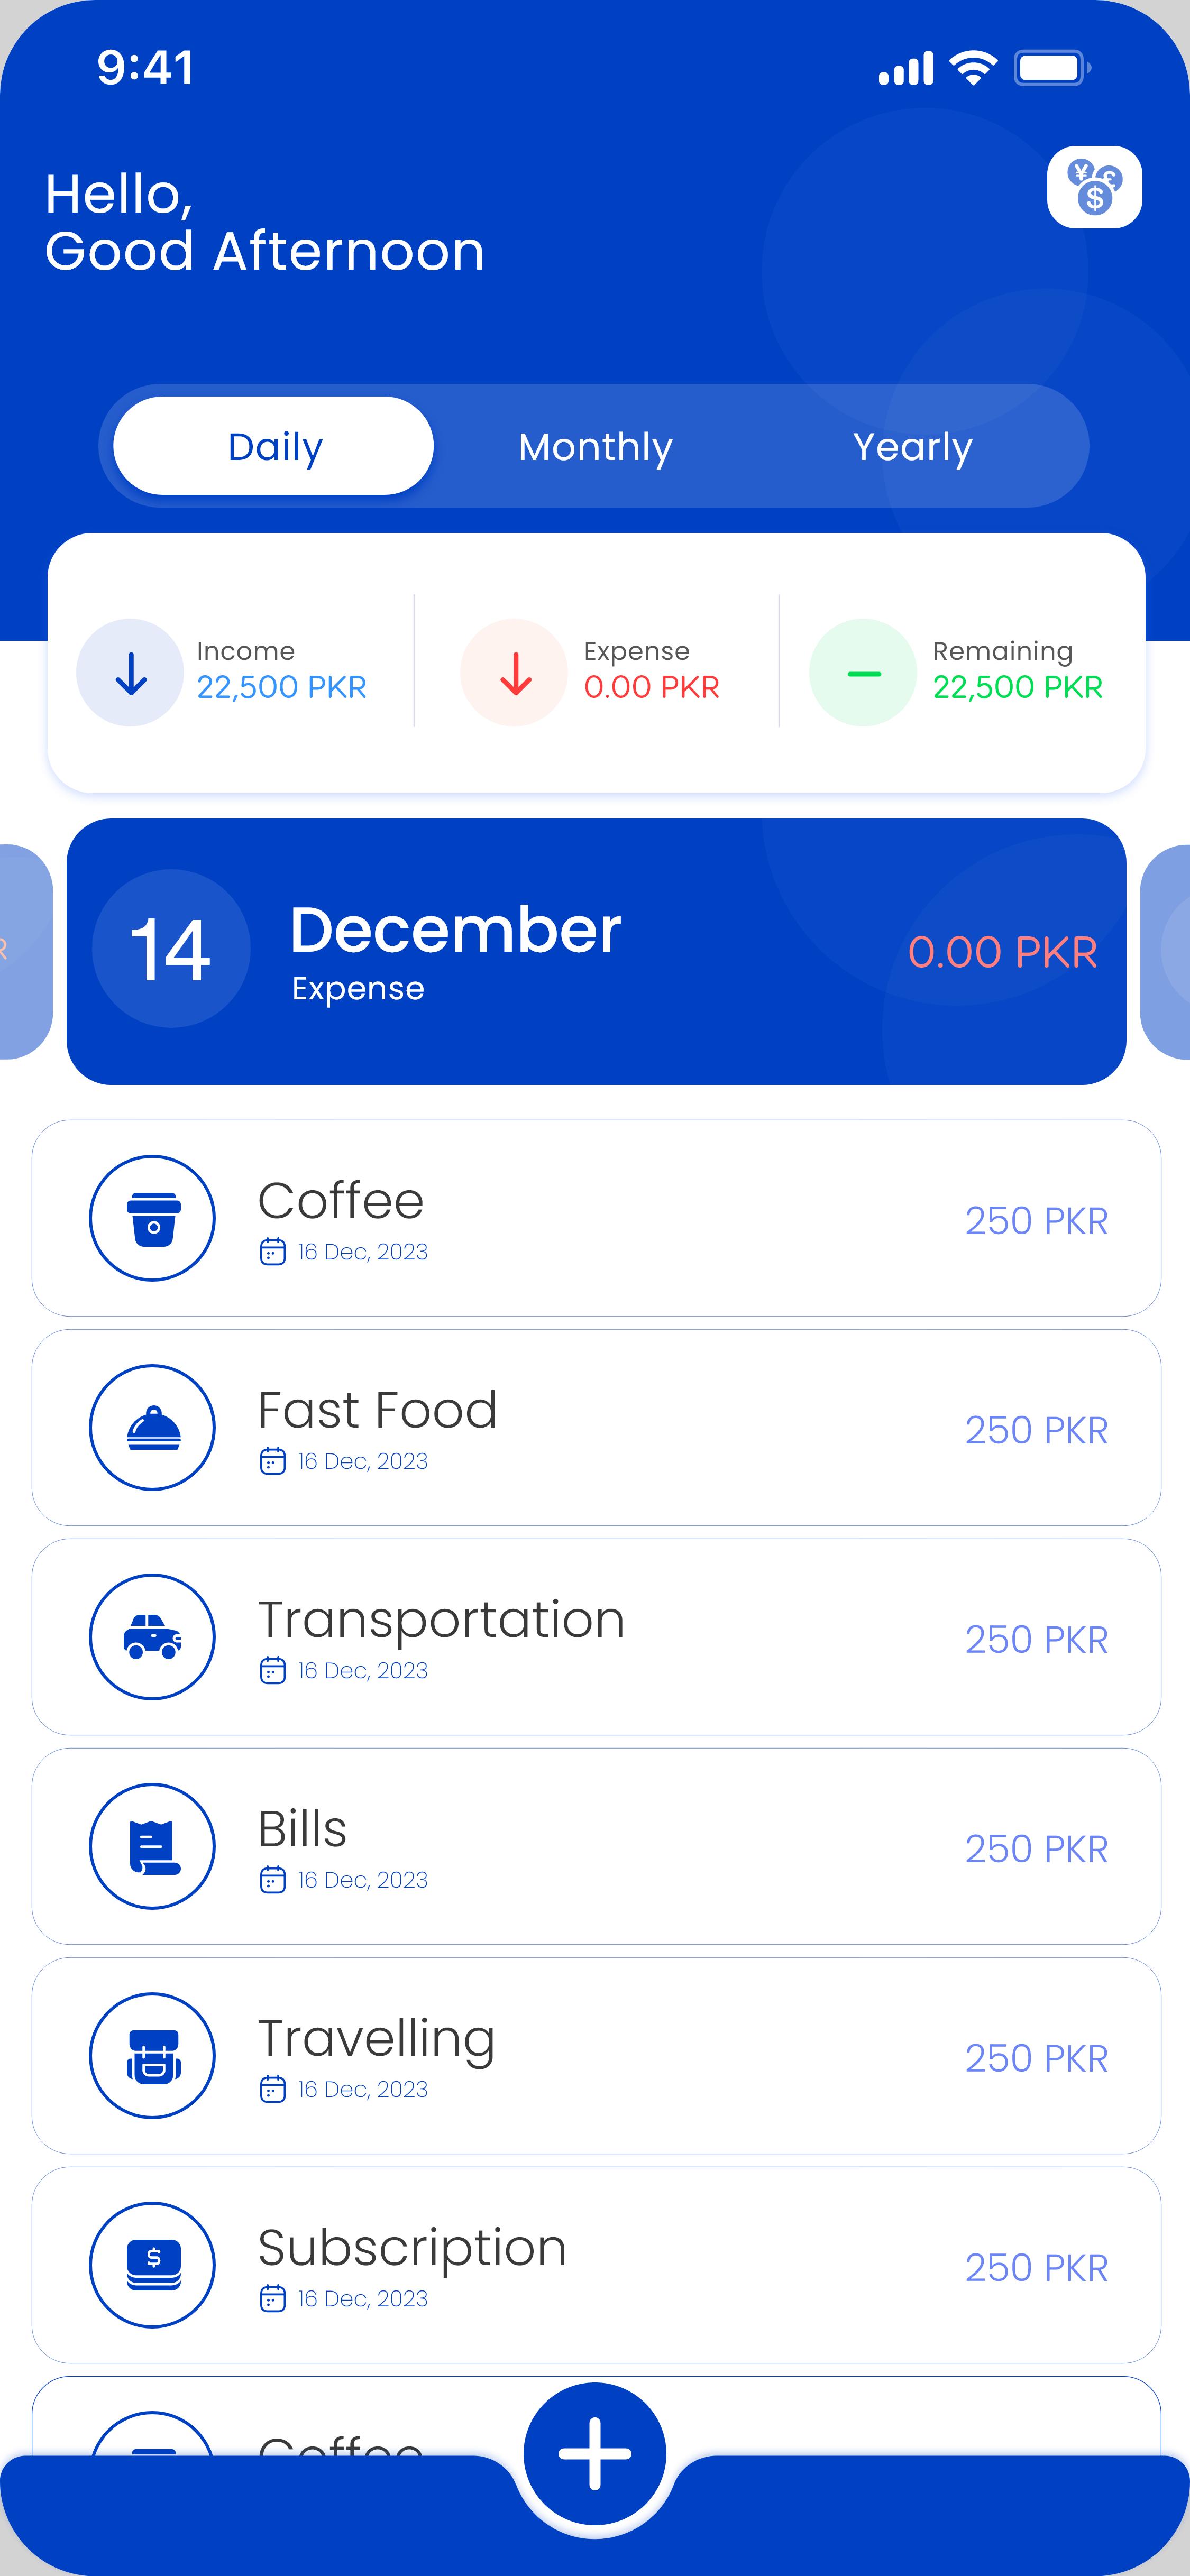 9:41
Hello,
Good Afternoon
¥ £ $
Daily Monthly Yearly
Income Expense Remaining
22,500 PKR 0.00 PKR 22,500 PKR
14 December 0.00 PKR
Expense
Coffee
16 Dec, 2023
250 PKR
Fast Food
16 Dec, 2023
250 PKR
Transportation
16 Dec, 2023
250 PKR
Bills
16 Dec, 2023
250 PKR
Travelling
16 Dec, 2023
250 PKR
$
Subscription
16 Dec, 2023
250 PKR
Coffee